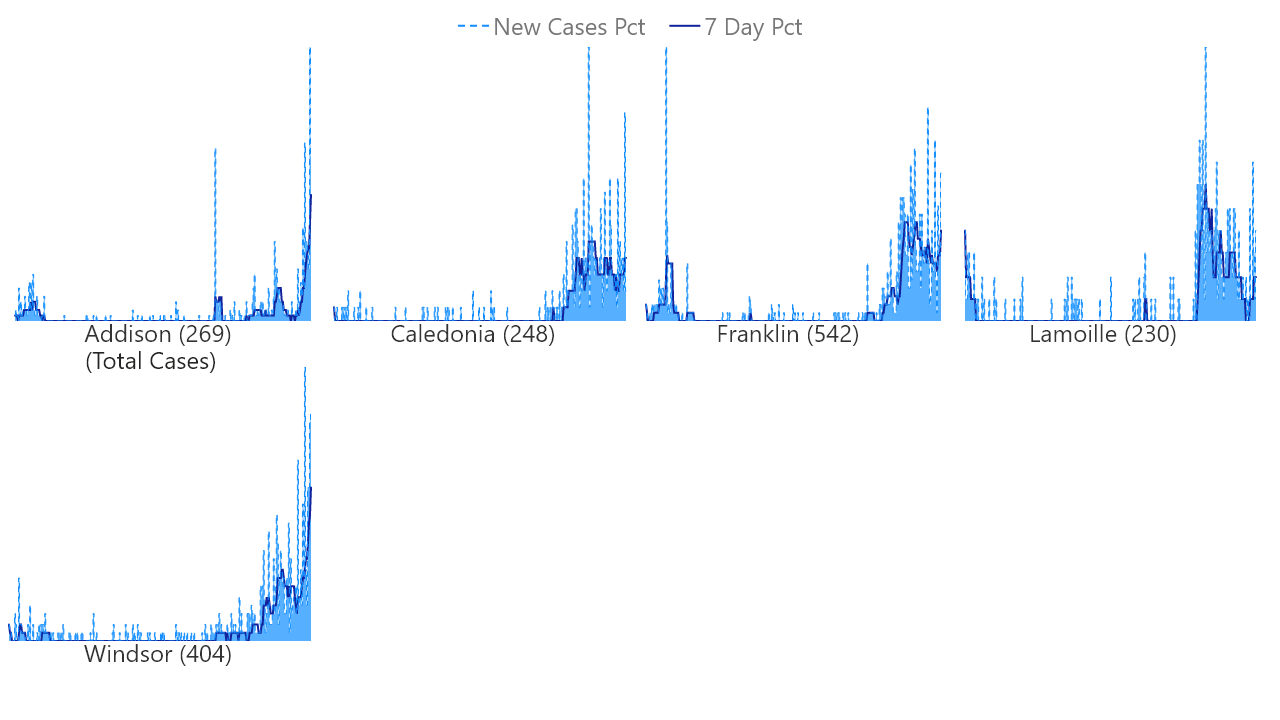 New Cases Pct 7 Day Pct
Addison (269)
(Total Cases)
Caledonia (248)
Franklin (542)
Lamoille (230)
Windsor (404)